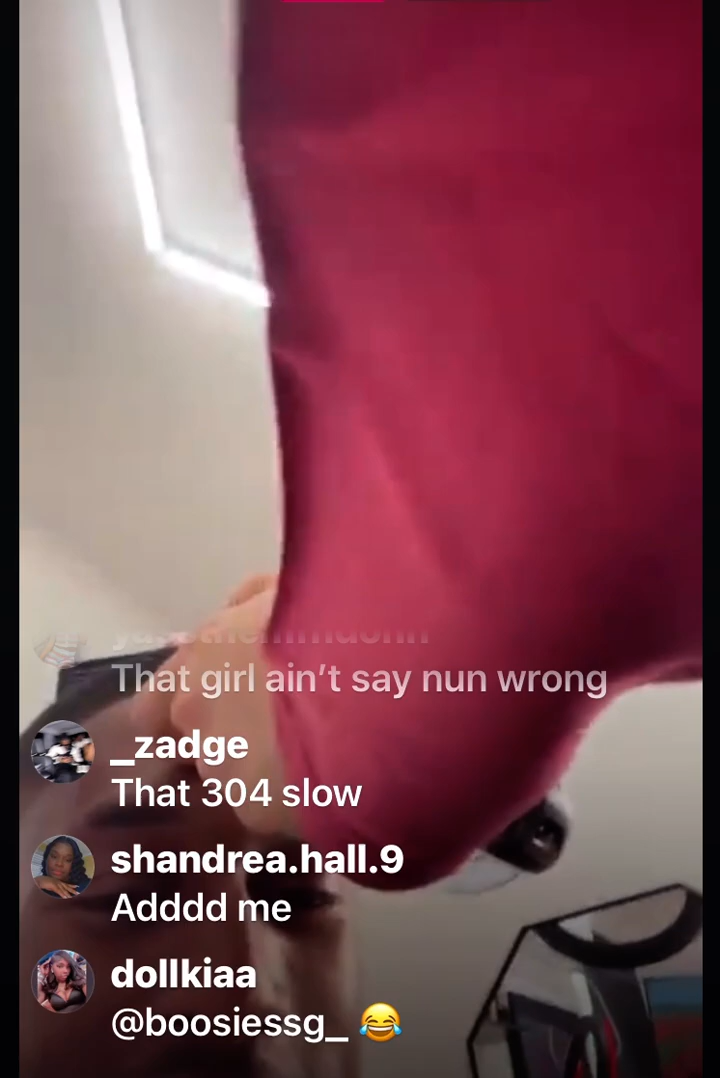 That girl ain't say nun wrong
_zadge
That 304 slow
shandrea.hall.9
Adddd me
dollkiaa
@boosiessg_ 😂